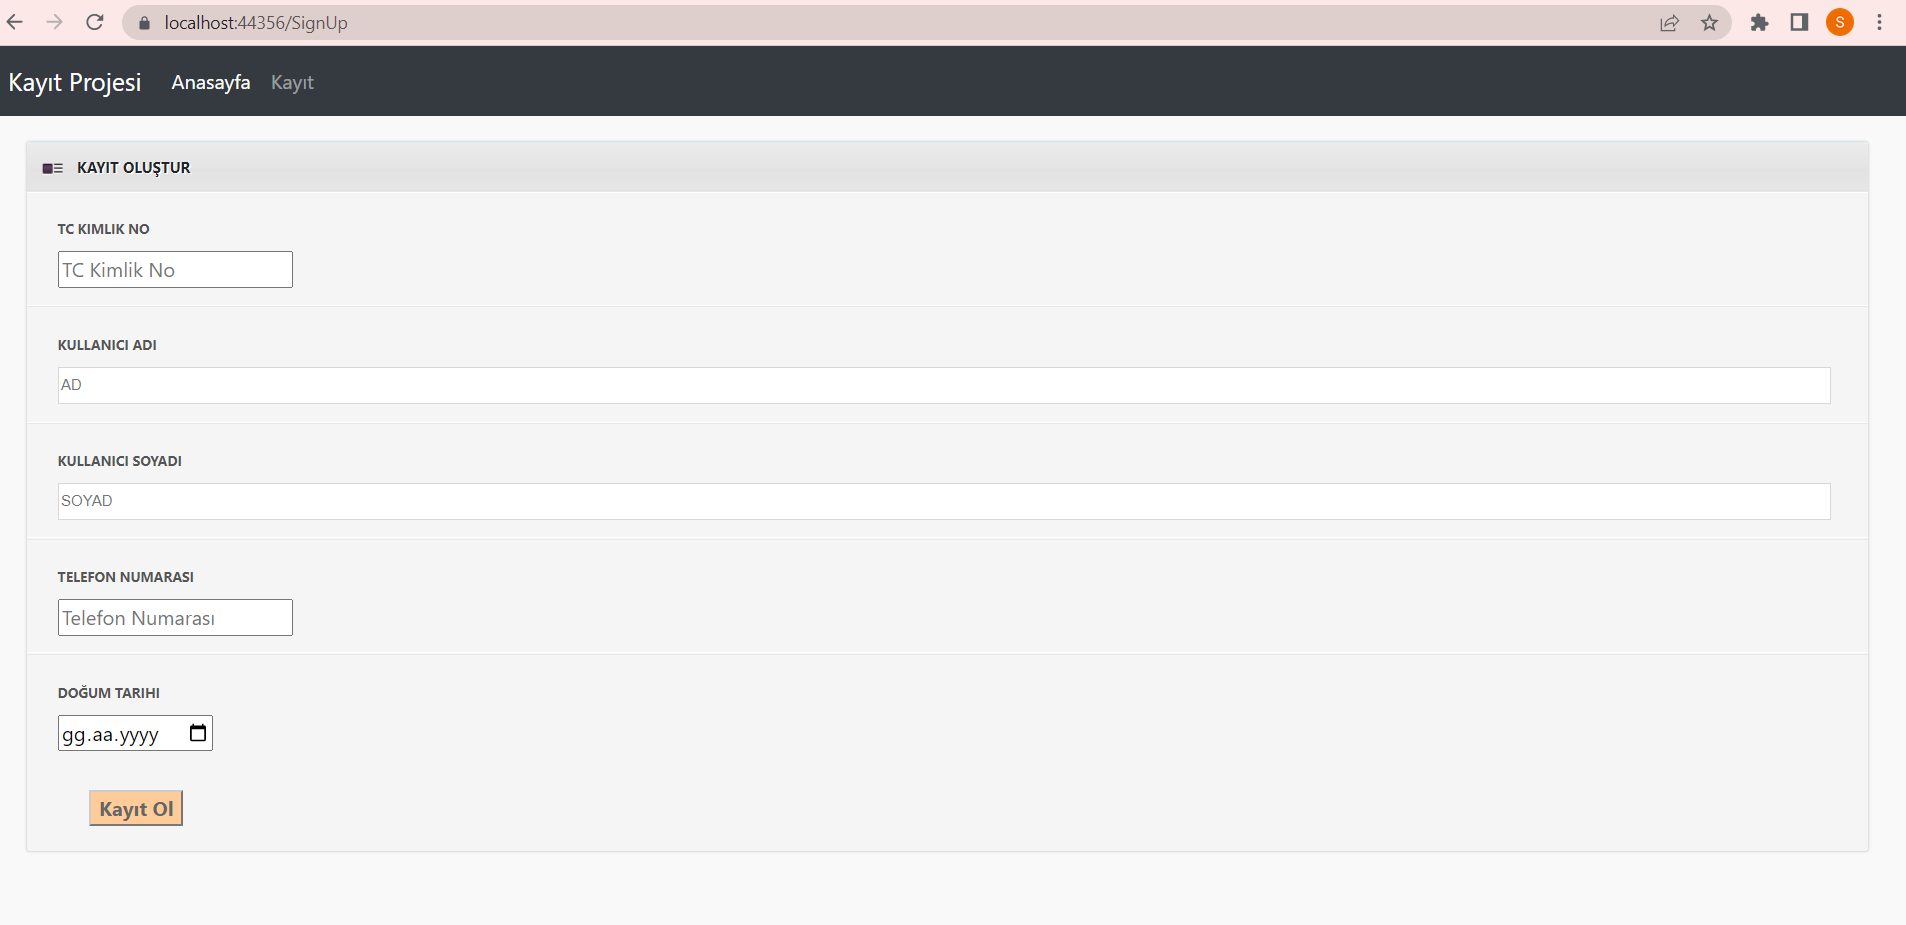 localhost:44356/SignUp
S
Kayıt Projesi Anasayfa Kayıt
KAYIT OLUŞTUR
TC KIMLIK NO
TC Kimlik No
KULLANICI ADI
AD
KULLANICI SOYADI
SOYAD
TELEFON NUMARASI
Telefon Numarası
DOĞUM TARIHI
gg.aa.yyyy
Kayıt Ol